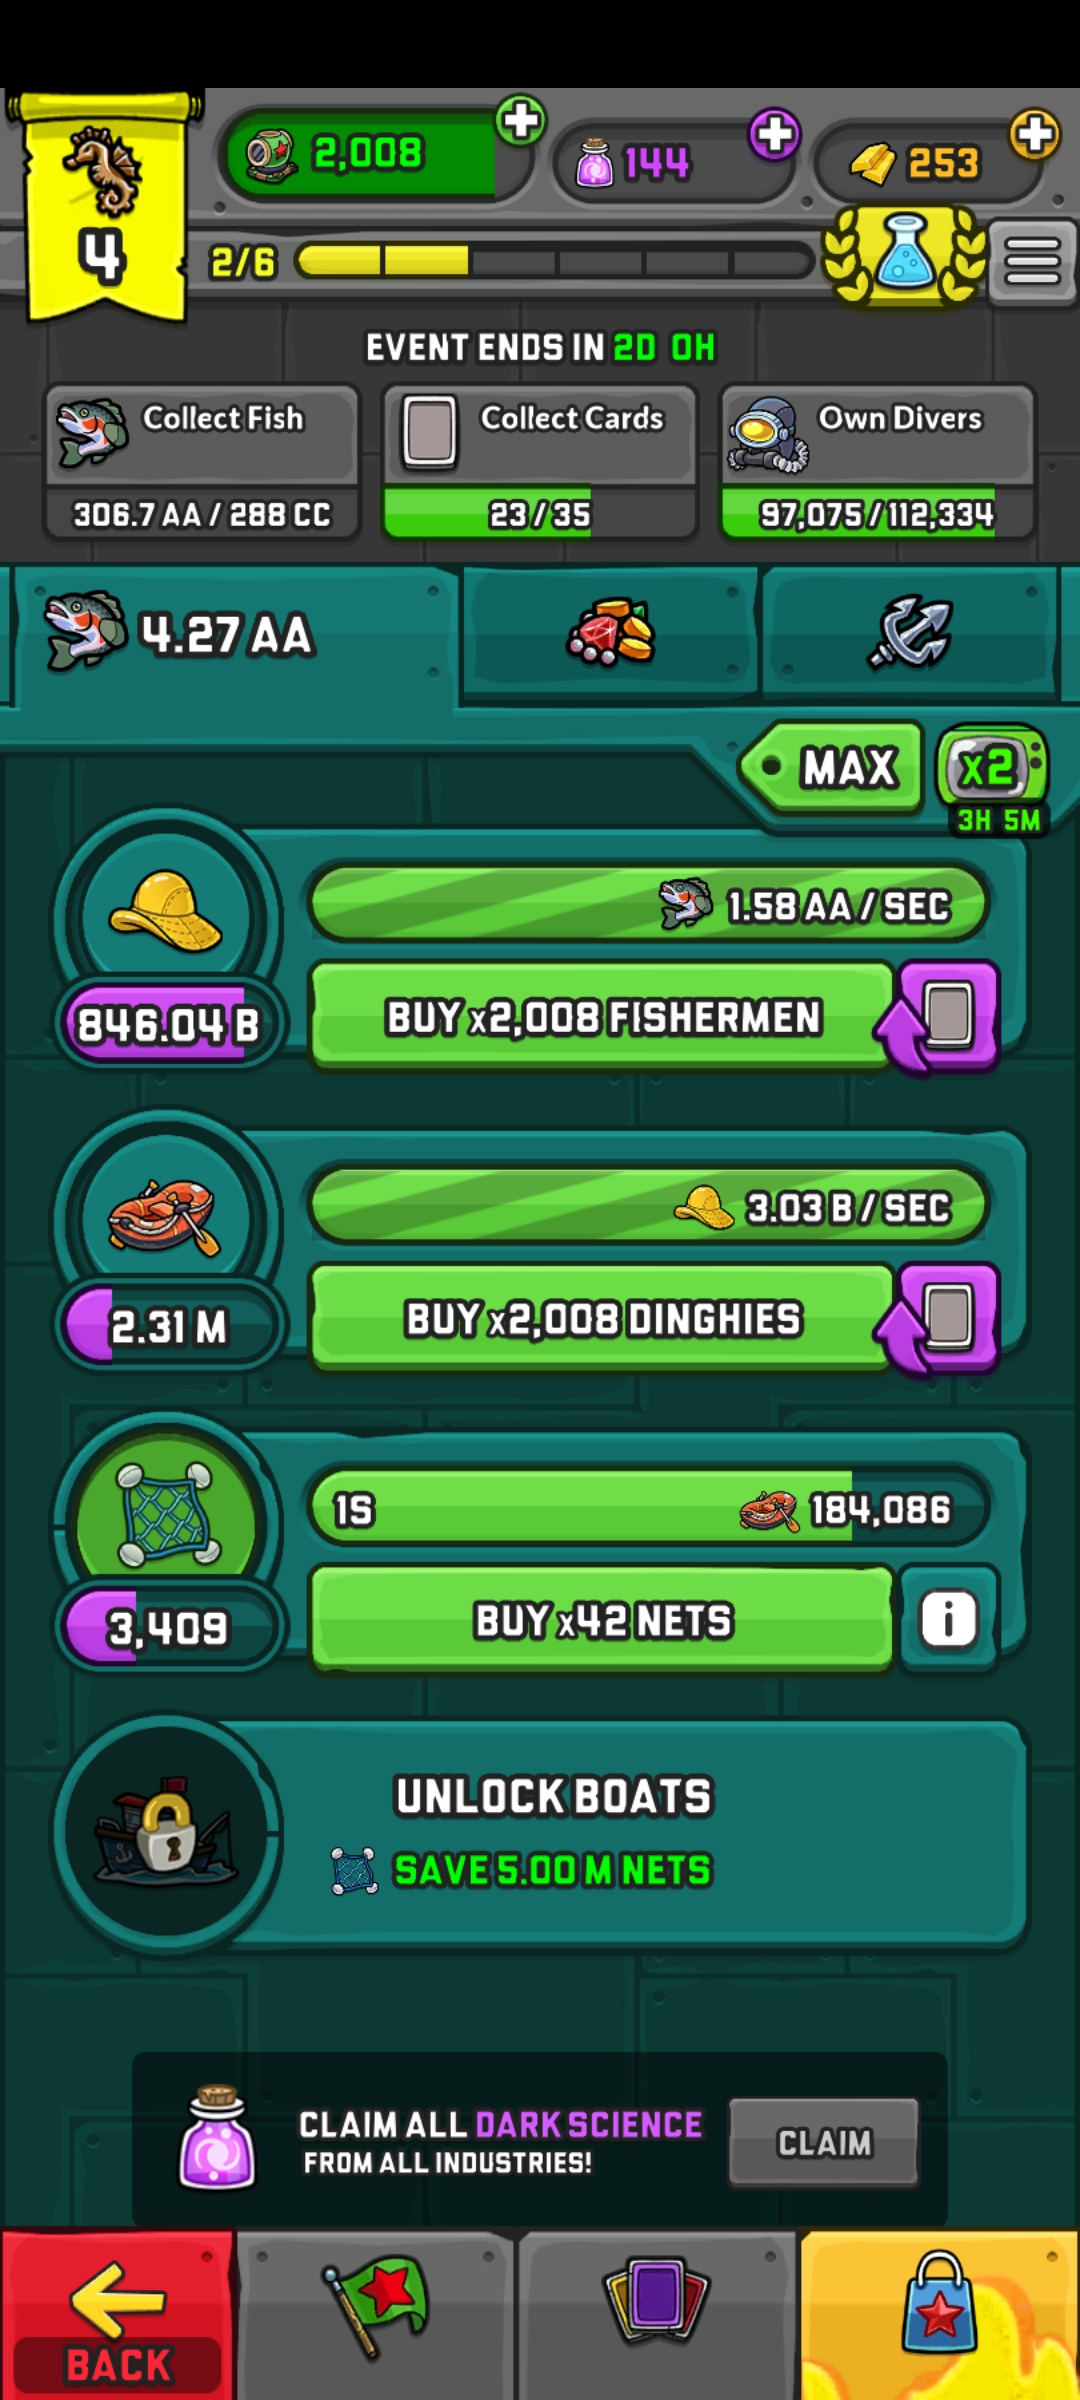 2,008
144
253
4
2/6
EVENT ENDS IN 2D 0H
Collect Fish
Collect Cards
Own Divers
306.7 AA / 288 CC
23/35
97,075/112,334
4.27 AA
MAX
x2
3H 5M
1.58 AA / SEC
846.04 B
BUY x2,008 FISHERMEN
3.03 B / SEC
2.31 M
BUY x2,008 DINGHIES
1S
184,086
3,409
BUY x42 NETS
i
UNLOCK BOATS
SAVE 5.00 M NETS
CLAIM ALL DARK SCIENCE
FROM ALL INDUSTRIES!
CLAIM
BACK